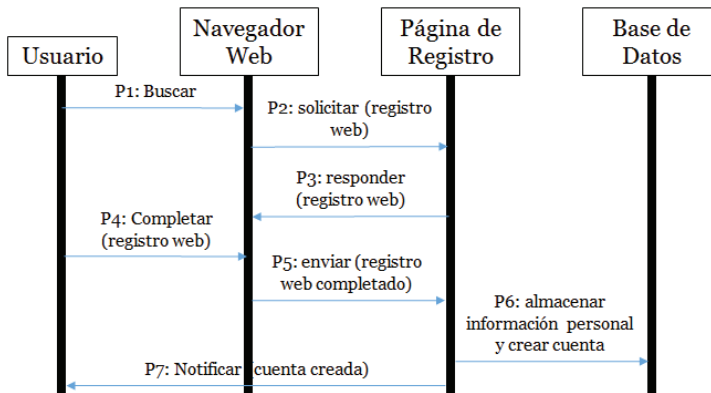 Usuario
Navegador
Web
Página de
Registro
Base de
Datos
P1: Buscar
P2: solicitar (registro
web)
P3: responder
(registro web)
P4: Completar
(registro web)
P5: enviar (registro
web completado)
P6: almacenar
información personal
y crear cuenta
P7: Notificar (cuenta creada)